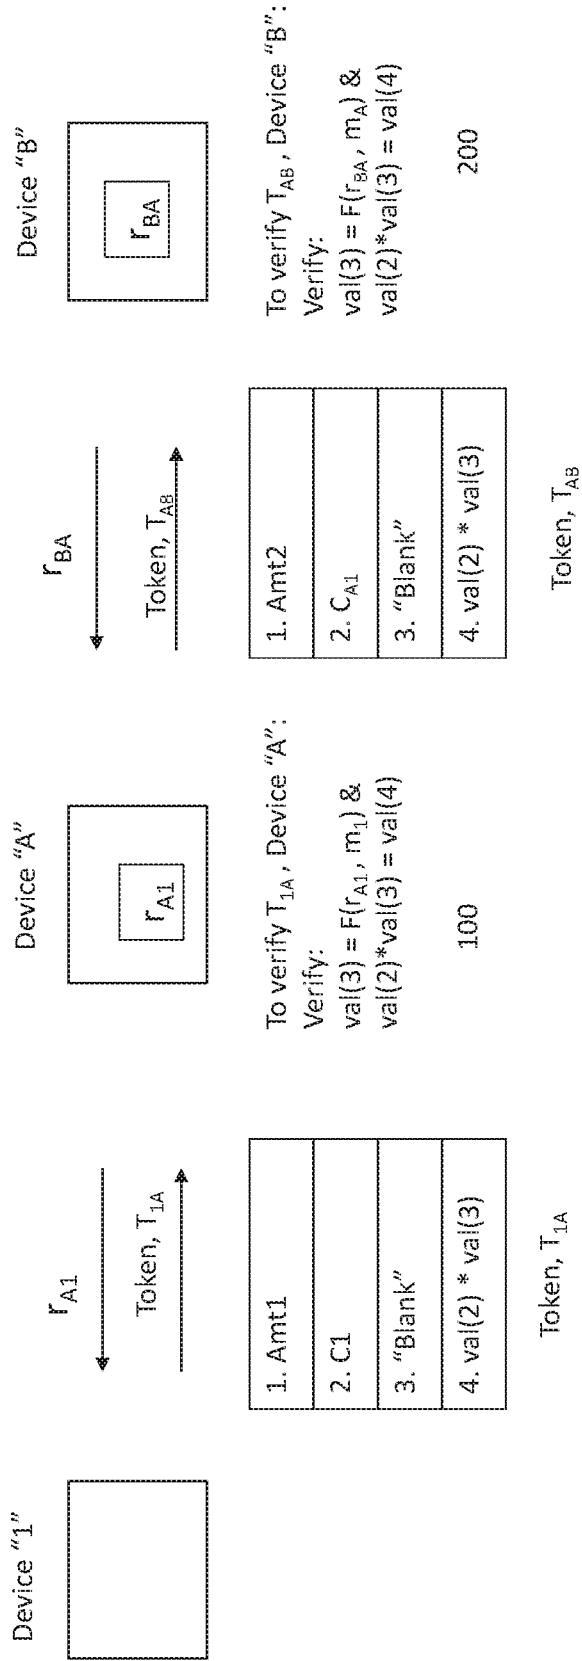 Device “1”
r_A1
Token, T_1A
1. Amt1
2. C1
3. “Blank”
4. val(2) * val(3)
Token, T_1A
Device “A”
r_A1
To verify T_1A , Device “A”:
Verify:
val(3) = F(r_A1, m_1) &
val(2)*val(3) = val(4)
100
r_BA
Token, T_AB
1. Amt2
2. C_A1
3. “Blank”
4. val(2) * val(3)
Token, T_AB
Device “B”
r_BA
To verify T_AB , Device “B”:
Verify:
val(3) = F(r_BA , m_A) &
val(2)*val(3) = val(4)
200